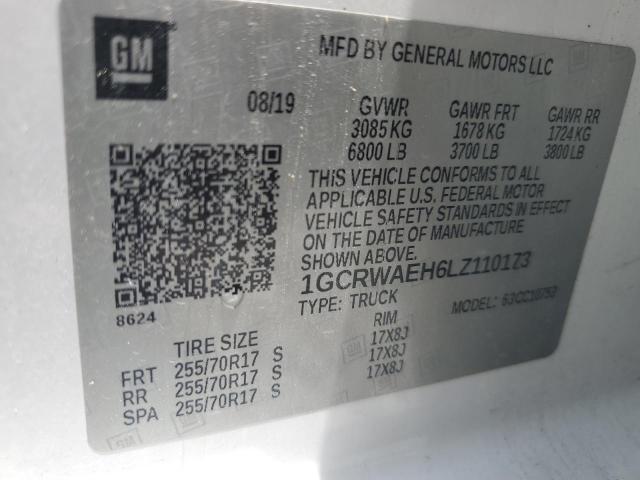 GM
MFD BY GENERAL MOTORS LLC
08/19 GVWR GAWR FRT GAWR RR
3085 KG 1678 KG 1724 KG
6800 LB 3700 LB 3800 LB
THIS VEHICLE CONFORMS TO ALL
APPLICABLE U.S. FEDERAL MOTOR
VEHICLE SAFETY STANDARDS IN EFFECT
ON THE DATE OF MANUFACTURE
SHOWN ABOVE.
1GCRWAEH6LZ110173
TYPE: TRUCK MODEL:
8624
TIRE SIZE RIM
FRT 255/70R17 S 17X8J
RR 255/70R17 S 17X8J
SPA 255/70R17 S 17X8J